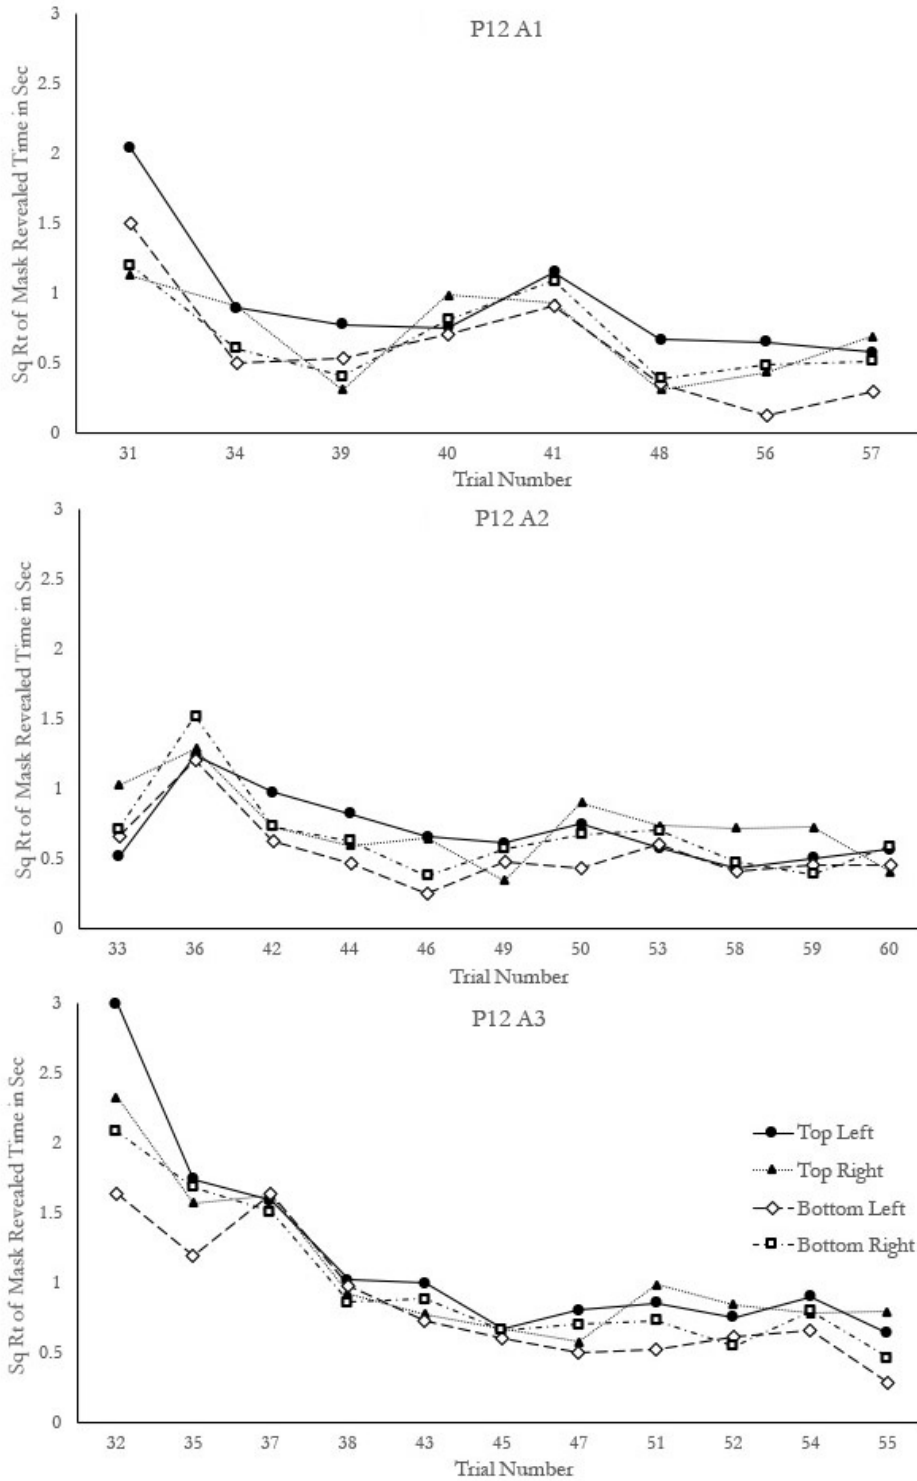 P12 A1
Sq Rt of Mask Revealed Time in Sec
3
2.5
2
1.5
1
0.5
0
31 34 39 40 41 48 56 57
Trial Number
P12 A2
Sq Rt of Mask Revealed Time in Sec
3
2.5
2
1.5
1
0.5
0
33 36 42 44 46 49 50 53 58 59 60
Trial Number
P12 A3
Sq Rt of Mask Revealed Time in Sec
3
2.5
2
1.5
1
0.5
0
Top Left
Top Right
Bottom Left
Bottom Right
32 35 37 38 43 45 47 51 52 54 55
Trial Number